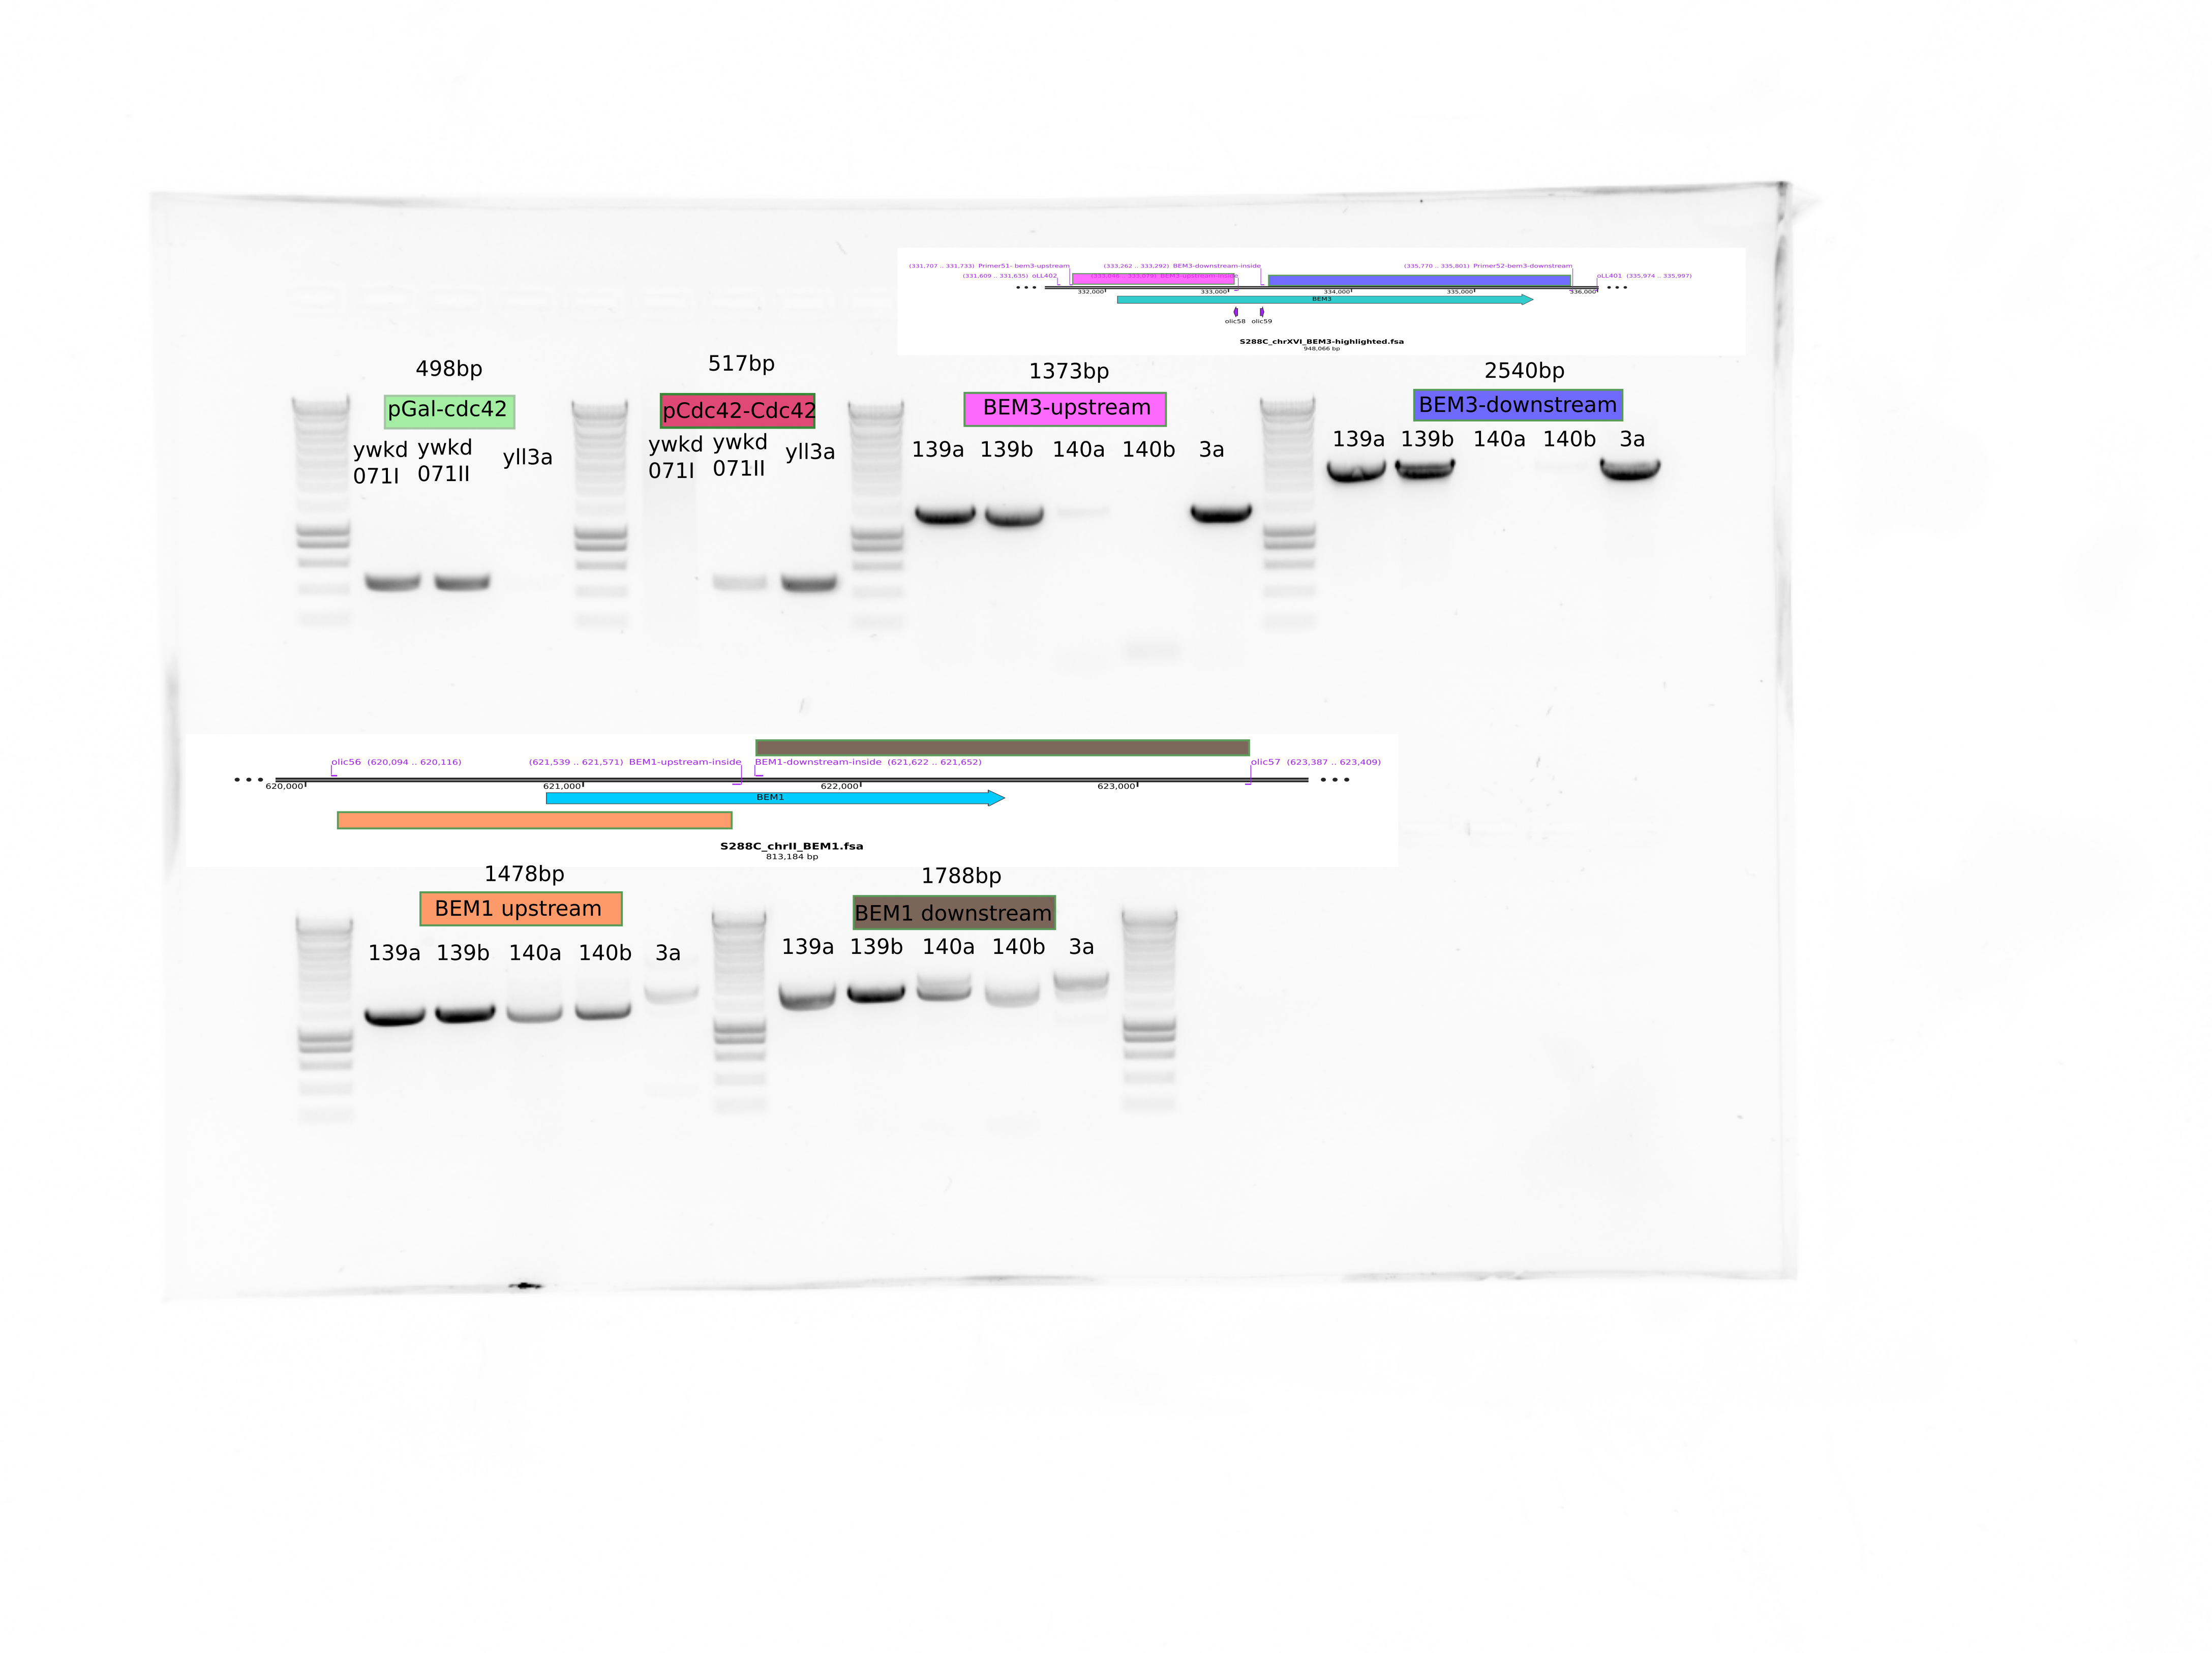 (331,707 .. 331,733) Primer51- bem3-upstream
(333,262 .. 333,292) BEM3-downstream-inside
(335,770 .. 335,801) Primer52-bem3-downstream
(331,609 .. 331,635) oLL402
BEM3-upstream-inside
oLL401 (335,974 .. 335,997)
332,000
333,000
334,000
335,000
336,000
BEM3
olic58
olic59
S288C_chrXVI_BEM3-highlighted.fsa
948,066 bp
498bp
517bp
1373bp
2540bp
pGal-cdc42
pCdc42-Cdc42
BEM3-upstream
BEM3-downstream
ywkd
071I
ywkd
071II
yll3a
ywkd
071I
ywkd
071II
yll3a
139a 139b 140a 140b 3a
139a 139b 140a 140b 3a
olic56 (620,094 .. 620,116)
(621,539 .. 621,571) BEM1-upstream-inside
BEM1-downstream-inside (621,622 .. 621,652)
olic57 (623,387 .. 623,409)
620,000
621,000
622,000
623,000
BEM1
S288C_chrII_BEM1.fsa
813,184 bp
1478bp
1788bp
BEM1 upstream
BEM1 downstream
139a 139b 140a 140b 3a
139a 139b 140a 140b 3a